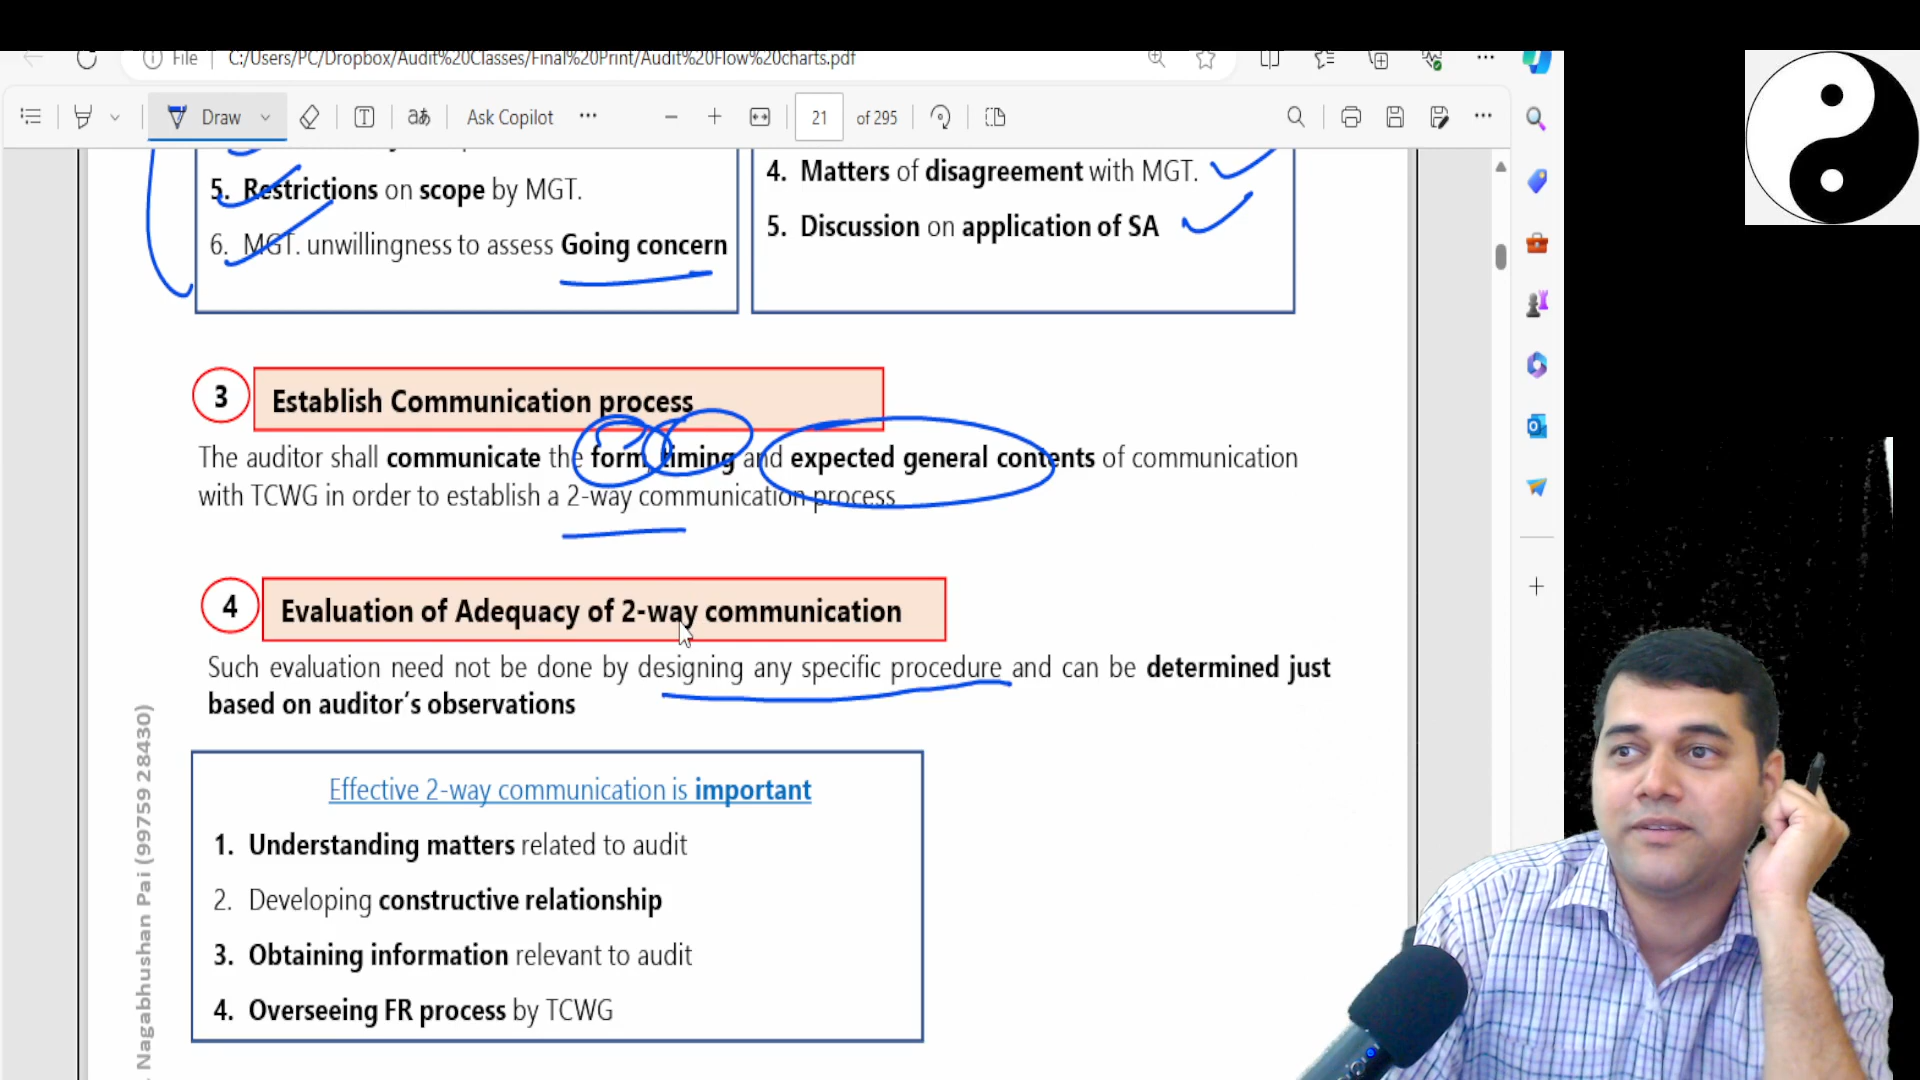 File | C:/Users/PC/Dropbox/Audit%20Classes/Final%20Print/Audit%20Flow%20charts.pdf
Draw
Ask Copilot
21 of 295
5. Restrictions on scope by MGT.
6. MGT. unwillingness to assess Going concern
4. Matters of disagreement with MGT.
5. Discussion on application of SA
3 Establish Communication process
The auditor shall communicate the form, timing and expected general contents of communication
with TCWG in order to establish a 2-way communication process
4 Evaluation of Adequacy of 2-way communication
Such evaluation need not be done by designing any specific procedure and can be determined just
based on auditor's observations
Effective 2-way communication is important
1. Understanding matters related to audit
2. Developing constructive relationship
3. Obtaining information relevant to audit
4. Overseeing FR process by TCWG
Nagabhushan Pai (99759 28430)